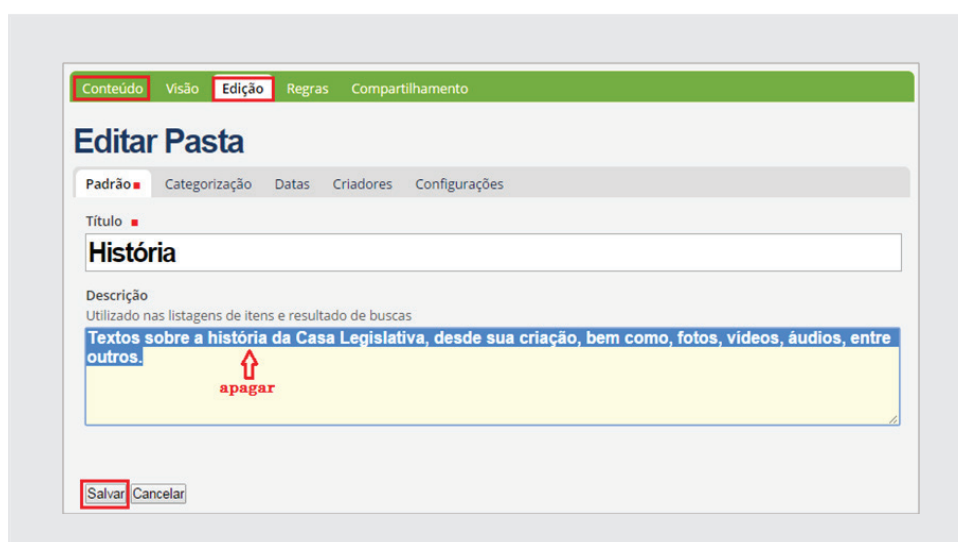 Conteúdo Visão Edição Regras Compartilhamento
Editar Pasta
Padrão Categorização Datas Criadores Configurações
Título
História
Descrição
Utilizado nas listagens de itens e resultado de buscas
Textos sobre a história da Casa Legislativa, desde sua criação, bem como, fotos, vídeos, áudios, entre
outros.
apagar
Salvar Cancelar